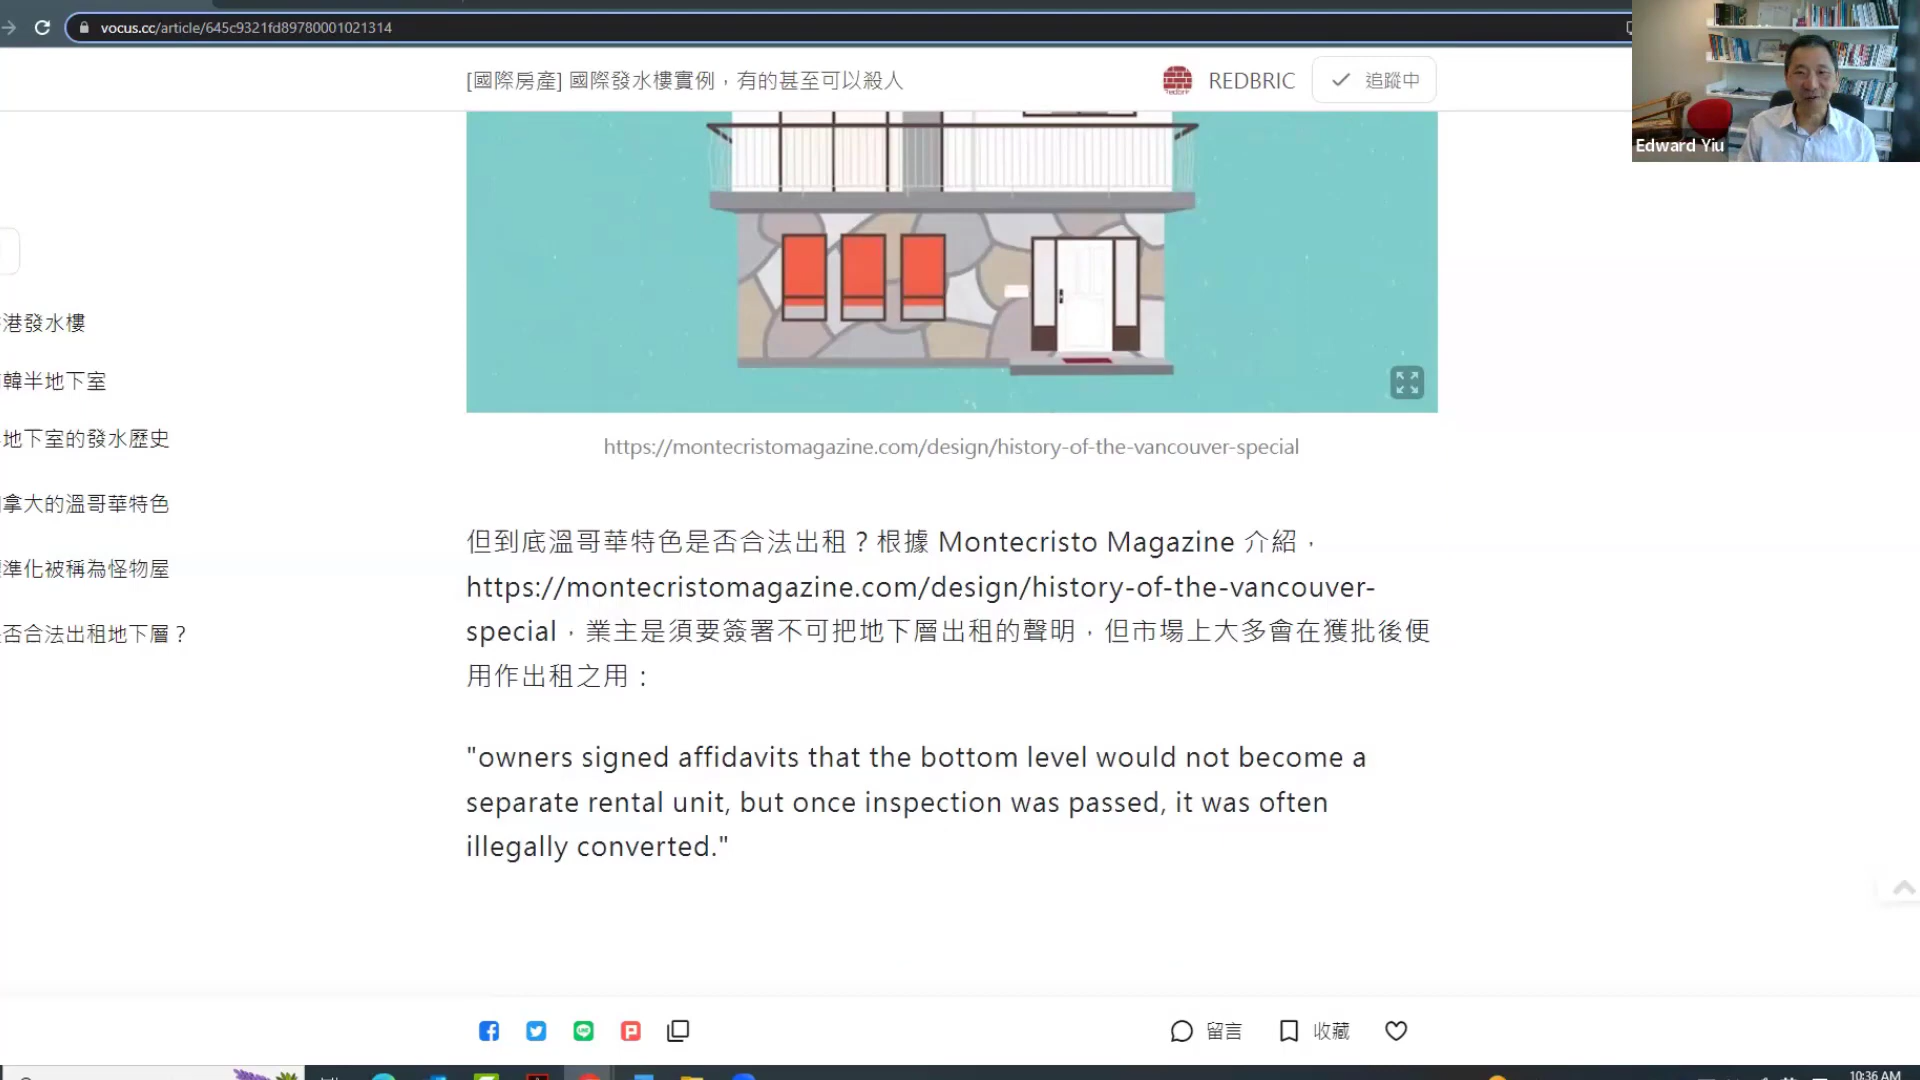 vocus.cc/article/645c9321fd89780001021314
[國際房產] 國際發水樓實例，有的甚至可以殺人
REDBRIC
追蹤中
Edward Yiu
港發水樓
韓半地下室
地下室的發水歷史
拿大的溫哥華特色
準化被稱為怪物屋
否合法出租地下層？
https://montecristomagazine.com/design/history-of-the-vancouver-special
但到底溫哥華特色是否合法出租？根據 Montecristo Magazine 介紹，
https://montecristomagazine.com/design/history-of-the-vancouver-
special，業主是須要簽署不可把地下層出租的聲明，但市場上大多會在獲批後便
用作出租之用：
"owners signed affidavits that the bottom level would not become a
separate rental unit, but once inspection was passed, it was often
illegally converted."
留言
收藏
10:36 AM